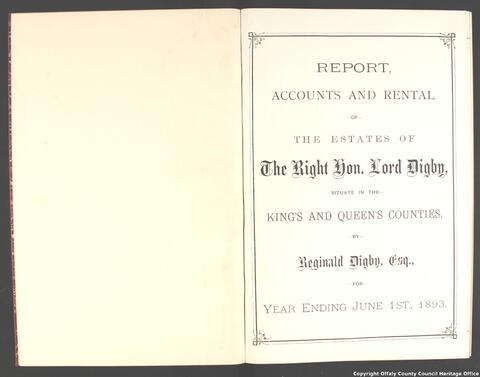 REPORT,
ACCOUNTS AND RENTAL
-OF-
THE ESTATES OF
The Right Hon. Lord Digby,
-SITUATE IN THE-
KING'S AND QUEEN'S COUNTIES,
-BY-
Reginald Digby, Esq.,
-FOR-
YEAR ENDING JUNE 1ST., 1893.
Copyright Offaly County Council Heritage Office